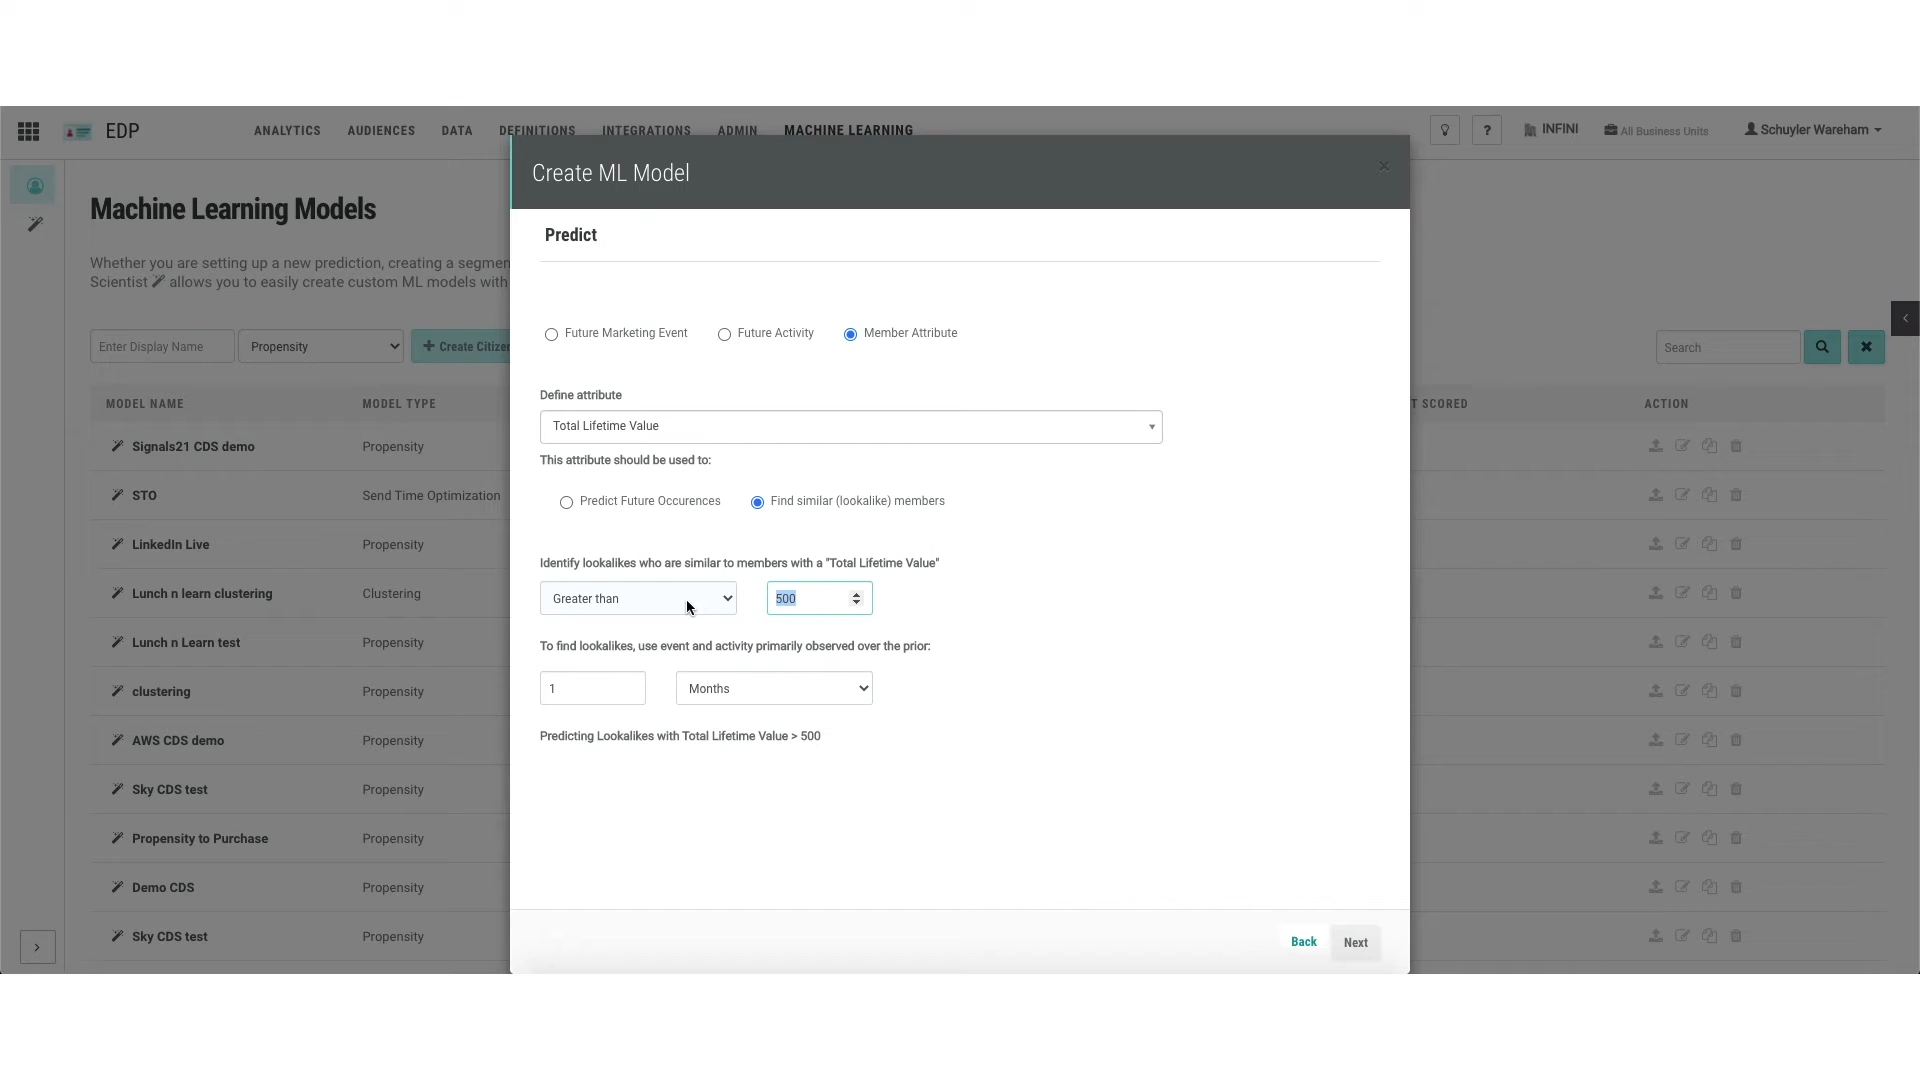 EDP
ANALYTICS
AUDIENCES
DATA
DEFINITIONS
INTEGRATIONS
ADMIN
MACHINE LEARNING
?
INFINI
All Business Units
Schuyler Wareham
Machine Learning Models
Whether you are setting up a new prediction, creating a segmen
Scientist allows you to easily create custom ML models with
Enter Display Name
Propensity
+ Create Citizen
Search
MODEL NAME
MODEL TYPE
T SCORED
ACTION
Signals21 CDS demo
Propensity
STO
Send Time Optimization
LinkedIn Live
Propensity
Lunch n learn clustering
Clustering
Lunch n Learn test
Propensity
clustering
Propensity
AWS CDS demo
Propensity
Sky CDS test
Propensity
Propensity to Purchase
Propensity
Demo CDS
Propensity
Sky CDS test
Propensity
Create ML Model
Predict
Future Marketing Event
Future Activity
Member Attribute
Define attribute
Total Lifetime Value
This attribute should be used to:
Predict Future Occurences
Find similar (lookalike) members
Identify lookalikes who are similar to members with a "Total Lifetime Value"
Greater than
500
To find lookalikes, use event and activity primarily observed over the prior:
1
Months
Predicting Lookalikes with Total Lifetime Value > 500
Back
Next